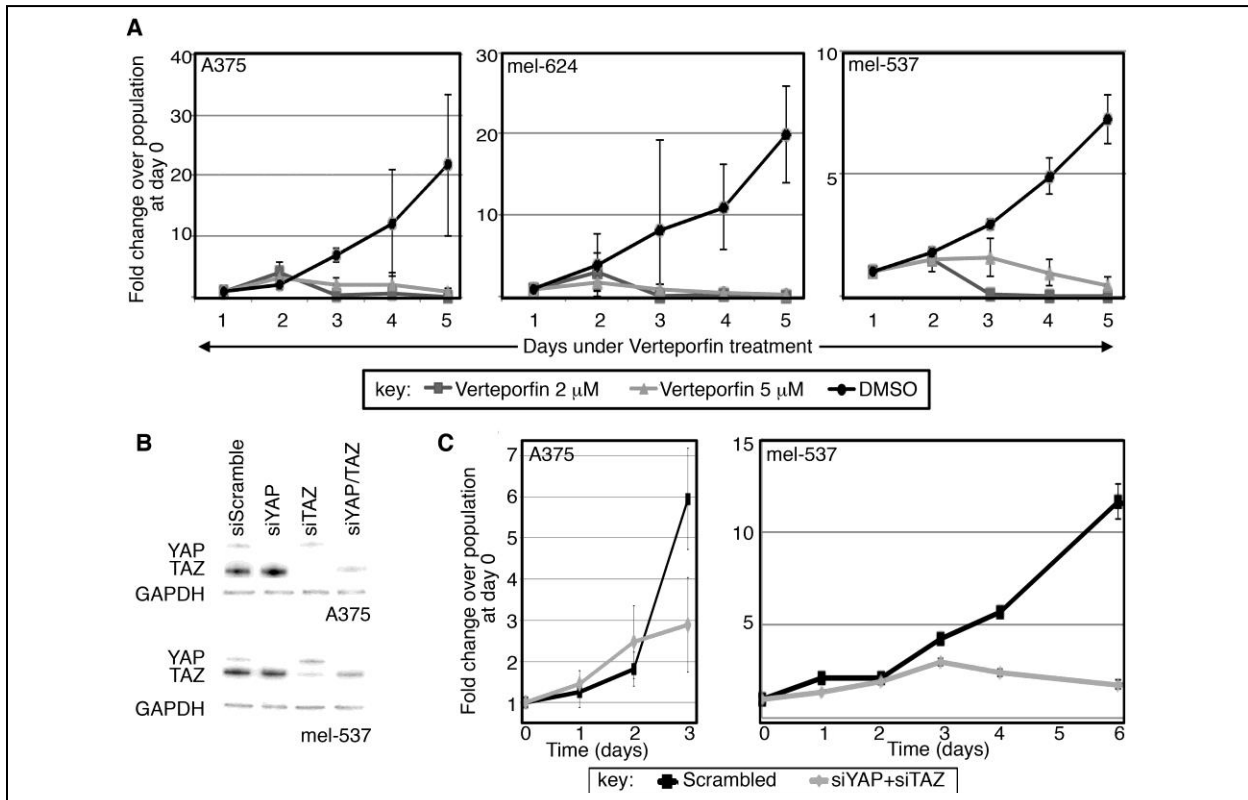 A
A375
mel-624
mel-537
Fold change over population
at day 0
40
30
20
10
30
20
10
10
5
1 2 3 4 5
1 2 3 4 5
1 2 3 4 5
Days under Verteporfin treatment
key: Verteporfin 2 μM Verteporfin 5 μM DMSO
B
siScramble
siYAP
siTAZ
siYAP/TAZ
YAP
TAZ
GAPDH
A375
YAP
TAZ
GAPDH
mel-537
C
A375
Fold change over population
at day 0
7
6
5
4
3
2
1
0 1 2 3
Time (days)
mel-537
15
10
5
0 1 2 3 4 5 6
Time (days)
key: Scrambled siYAP+siTAZ